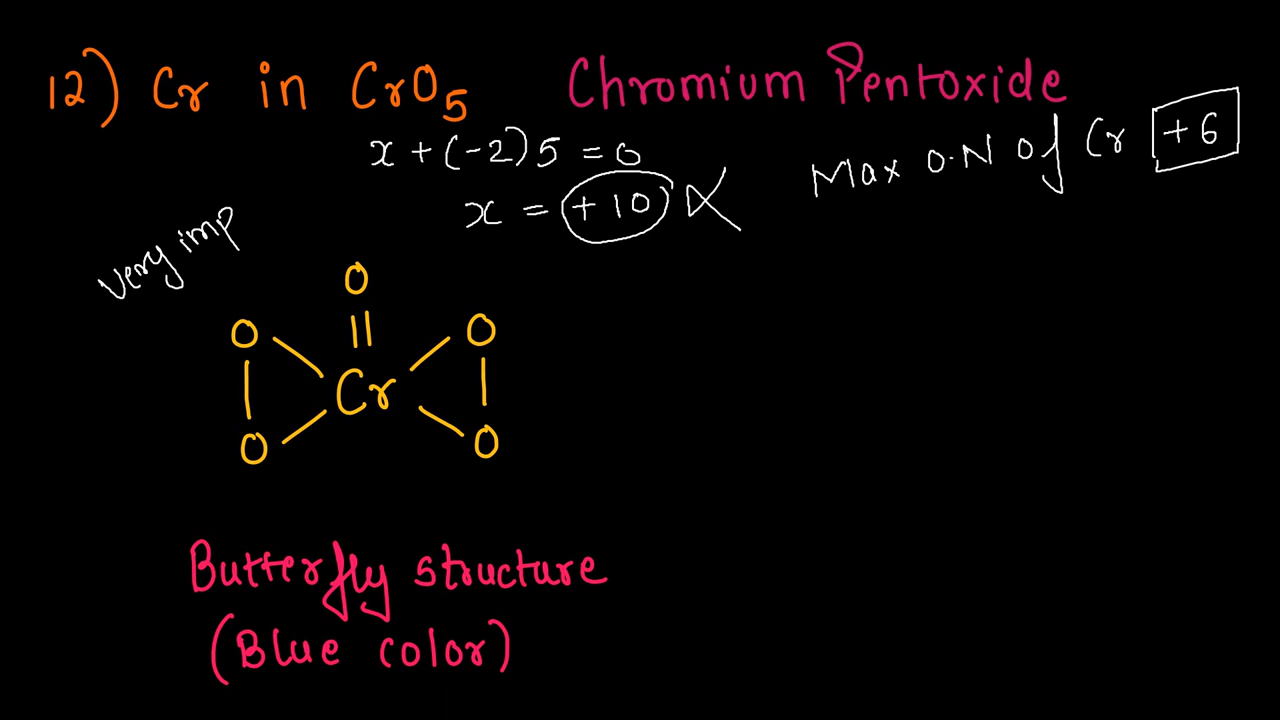 12) Cr in CrO₅ Chromium Pentoxide
x + (-2) 5 = 0
Max O.N of Cr +6
x = +10
Very imp
O
O O
Cr
O O
Butterfly structure
(Blue color)